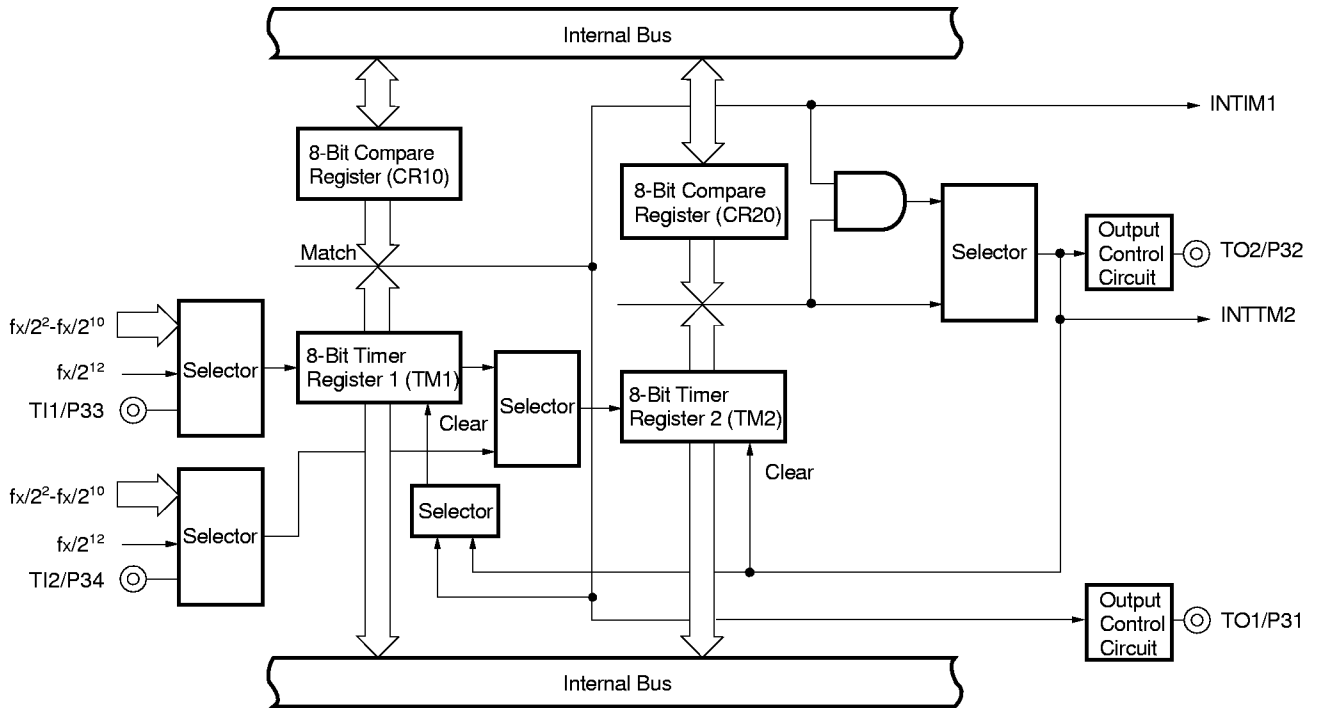 Internal Bus
INTIM1
8-Bit Compare
Register (CR10)
8-Bit Compare
Register (CR20)
Match
Selector
Output
Control
Circuit
TO2/P32
INTTM2
fx/2²-fx/2¹⁰
fx/2¹²
TI1/P33
Selector
8-Bit Timer
Register 1 (TM1)
Selector
8-Bit Timer
Register 2 (TM2)
Clear
Clear
fx/2²-fx/2¹⁰
fx/2¹²
TI2/P34
Selector
Selector
Output
Control
Circuit
TO1/P31
Internal Bus